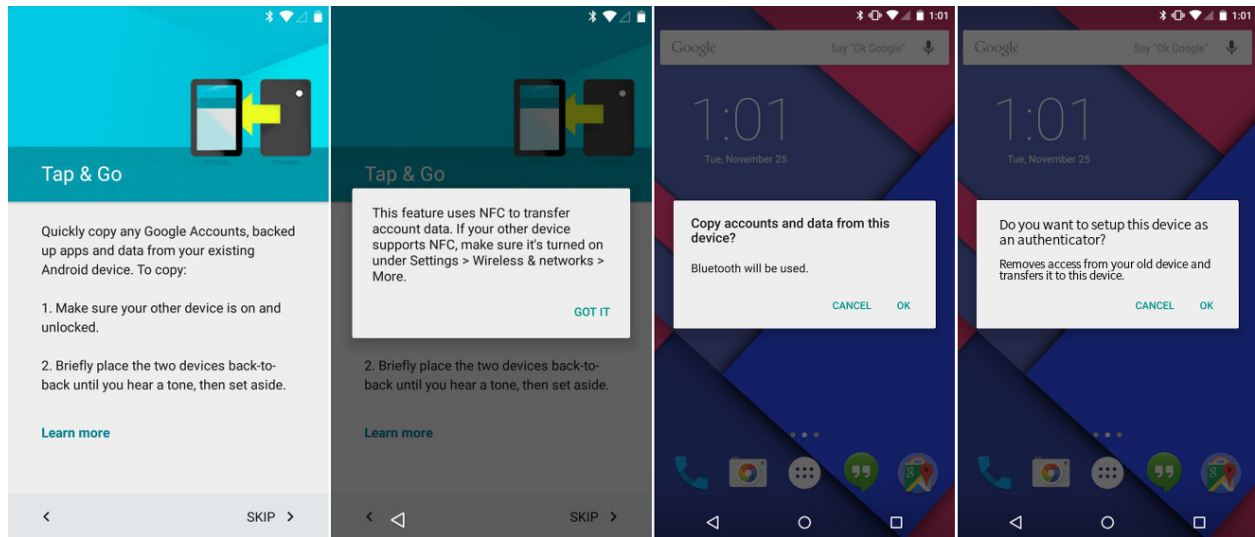 Tap & Go
Quickly copy any Google Accounts, backed
up apps and data from your existing
Android device. To copy:
1. Make sure your other device is on and
unlocked.
2. Briefly place the two devices back-to-
back until you hear a tone, then set aside.
Learn more
SKIP
Tap & Go
This feature uses NFC to transfer
account data. If your other device
supports NFC, make sure it's turned on
under Settings > Wireless & networks >
More.
GOT IT
2. Briefly place the two devices back-to-
back until you hear a tone, then set aside.
Learn more
SKIP
1:01
Google
Say "Ok Google"
1:01
Tue, November 25
Copy accounts and data from this
device?
Bluetooth will be used.
CANCEL OK
1:01
Google
Say "Ok Google"
1:01
Tue, November 25
Do you want to setup this device as
an authenticator?
Removes access from your old device and
transfers it to this device.
CANCEL OK